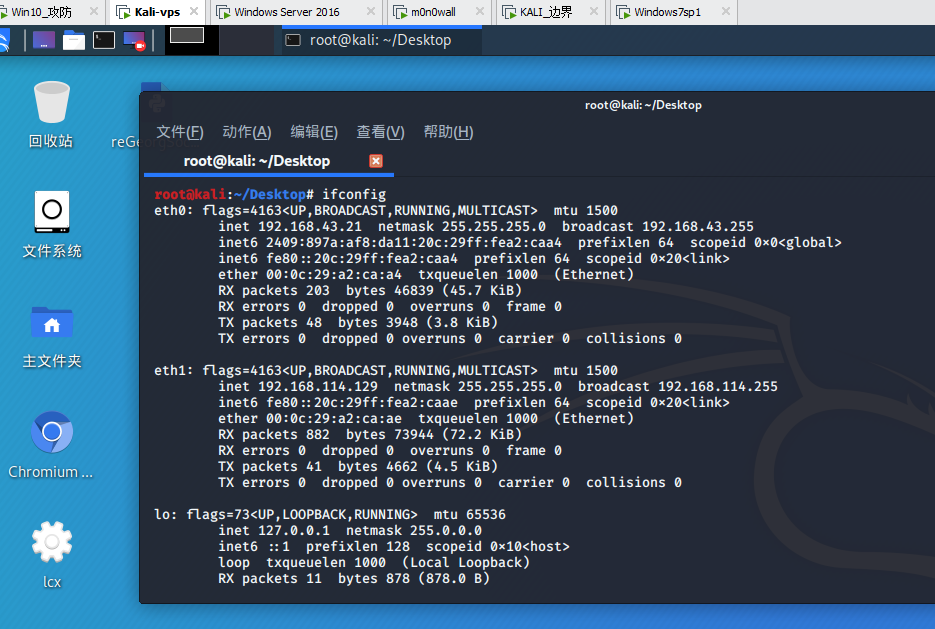 Win10_攻防
Kali-vps
Windows Server 2016
m0n0wall
KALI_边界
Windows7sp1
root@kali: ~/Desktop
回收站
reGeorg
文件系统
主文件夹
Chromium ...
lcx
root@kali: ~/Desktop
文件(F) 动作(A) 编辑(E) 查看(V) 帮助(H)
root@kali: ~/Desktop
root@kali:~/Desktop# ifconfig
eth0: flags=4163<UP,BROADCAST,RUNNING,MULTICAST>  mtu 1500
        inet 192.168.43.21  netmask 255.255.255.0  broadcast 192.168.43.255
        inet6 2409:897a:af8:da11:20c:29ff:fea2:caa4  prefixlen 64  scopeid 0×0<global>
        inet6 fe80::20c:29ff:fea2:caa4  prefixlen 64  scopeid 0×20<link>
        ether 00:0c:29:a2:ca:a4  txqueuelen 1000  (Ethernet)
        RX packets 203  bytes 46839 (45.7 KiB)
        RX errors 0  dropped 0  overruns 0  frame 0
        TX packets 48  bytes 3948 (3.8 KiB)
        TX errors 0  dropped 0 overruns 0  carrier 0  collisions 0
eth1: flags=4163<UP,BROADCAST,RUNNING,MULTICAST>  mtu 1500
        inet 192.168.114.129  netmask 255.255.255.0  broadcast 192.168.114.255
        inet6 fe80::20c:29ff:fea2:caae  prefixlen 64  scopeid 0×20<link>
        ether 00:0c:29:a2:ca:ae  txqueuelen 1000  (Ethernet)
        RX packets 882  bytes 73944 (72.2 KiB)
        RX errors 0  dropped 0  overruns 0  frame 0
        TX packets 41  bytes 4662 (4.5 KiB)
        TX errors 0  dropped 0 overruns 0  carrier 0  collisions 0
lo: flags=73<UP,LOOPBACK,RUNNING>  mtu 65536
        inet 127.0.0.1  netmask 255.0.0.0
        inet6 ::1  prefixlen 128  scopeid 0×10<host>
        loop  txqueuelen 1000  (Local Loopback)
        RX packets 11  bytes 878 (878.0 B)